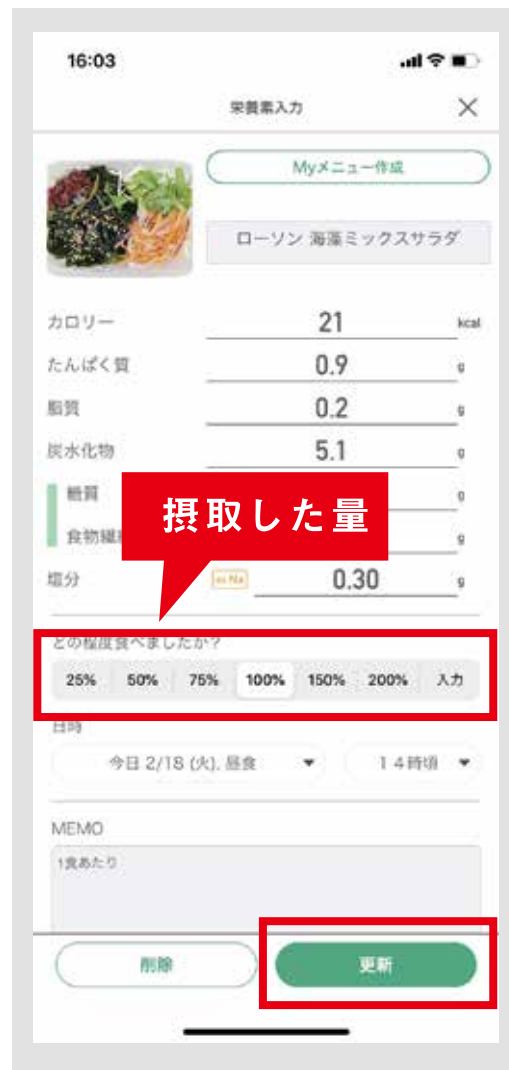 16:03
栄養素入力
Myメニュー作成
ローソン 海藻ミックスサラダ
カロリー 21 kcal
たんぱく質 0.9 g
脂質 0.2 g
炭水化物 5.1 g
糖質 g
食物繊 g
摂取した量
塩分 0.30 g
どの程度食べましたか?
25% 50% 75% 100% 150% 200% 入力
日時
今日 2/18 (火), 昼食 14時頃
MEMO
1食あたり
削除 更新